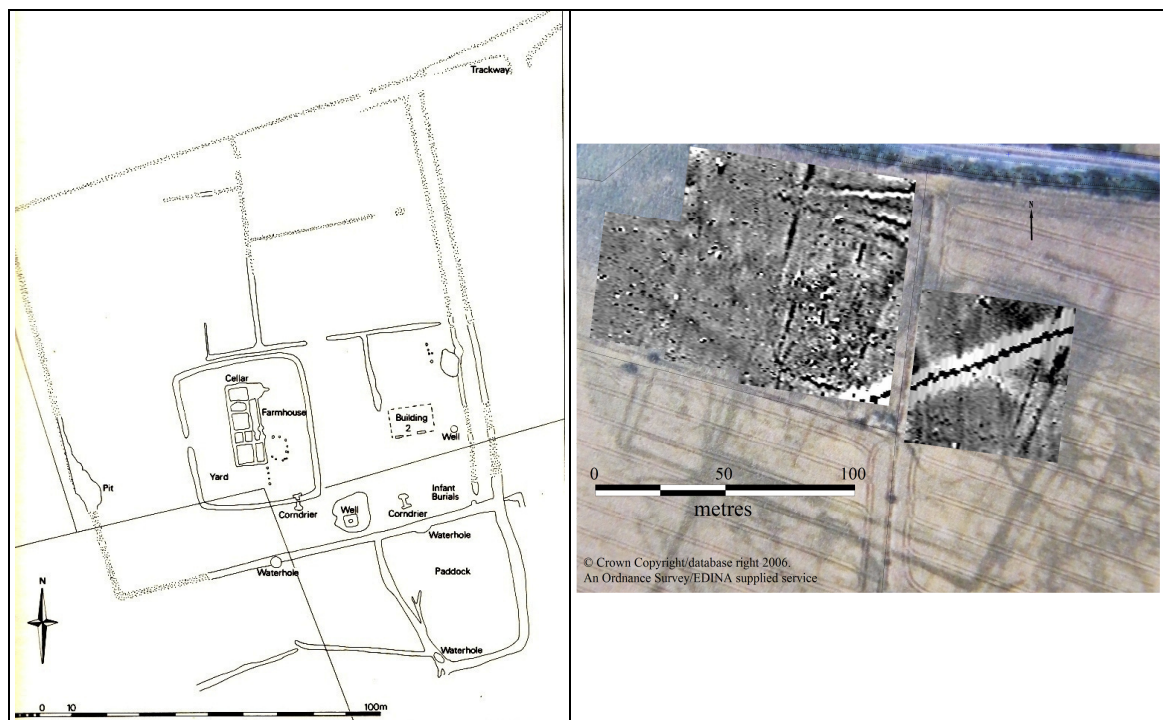 Trackway
Cellar
Farmhouse
Building
2
Well
Yard
Pit
Infant
Burials
Corndrier
Well
Corndrier
Waterhole
Waterhole
Paddock
N
Waterhole
0 10 100m
N
0 50 100
metres
© Crown Copyright/database right 2006.
An Ordnance Survey/EDINA supplied service